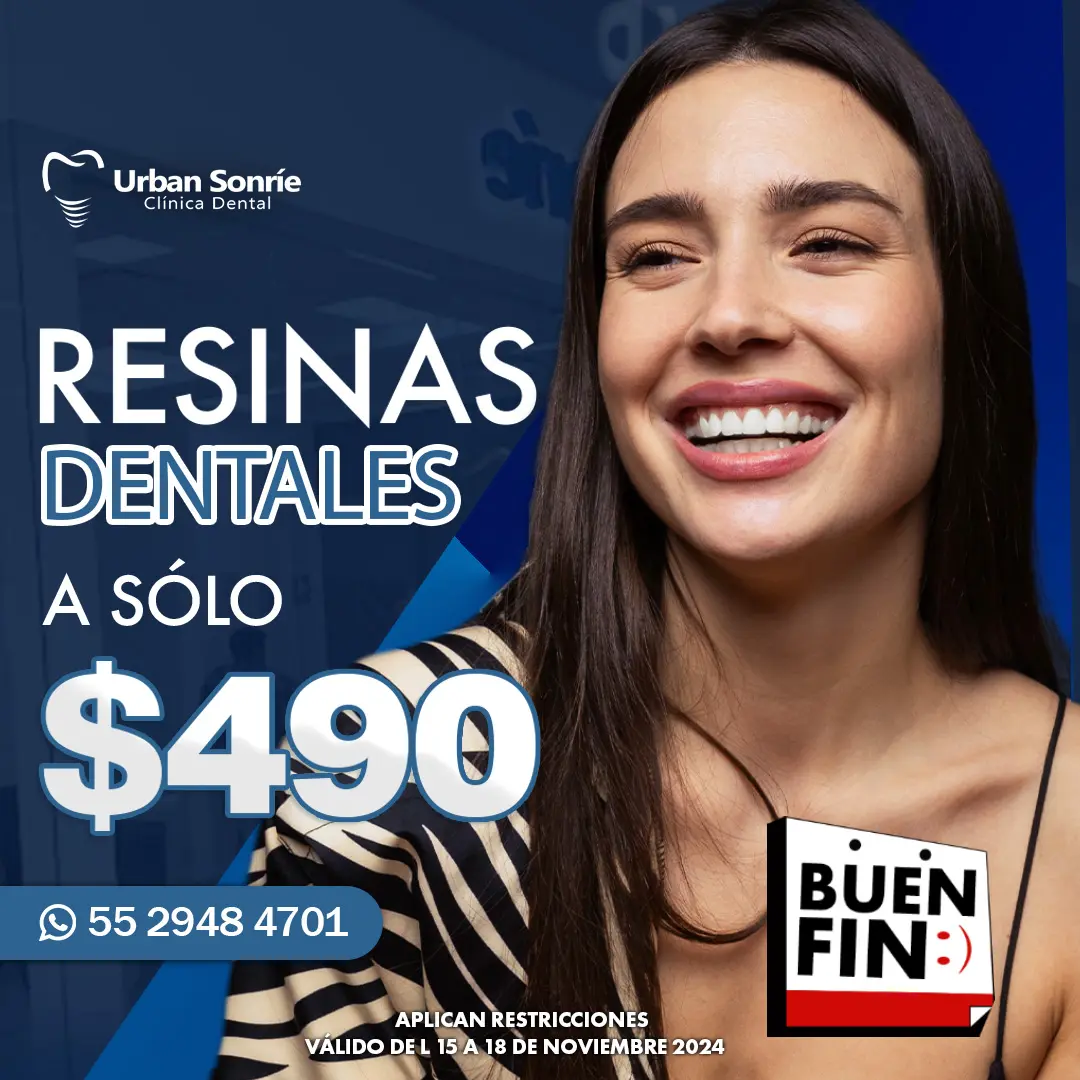 Urban Sonríe
Clínica Dental
RESINAS
DENTALES
A SÓLO
$490
55 2948 4701
BUEN
FIN:)
APLICAN RESTRICCIONES
VÁLIDO DE L 15 A 18 DE NOVIEMBRE 2024